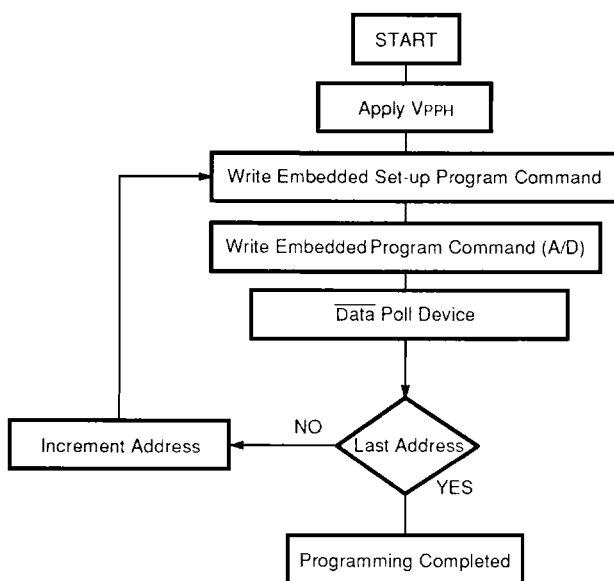 START
Apply VPPH
Write Embedded Set-up Program Command
Write Embedded Program Command (A/D)
Data Poll Device
NO
Increment Address
Last Address
YES
Programming Completed